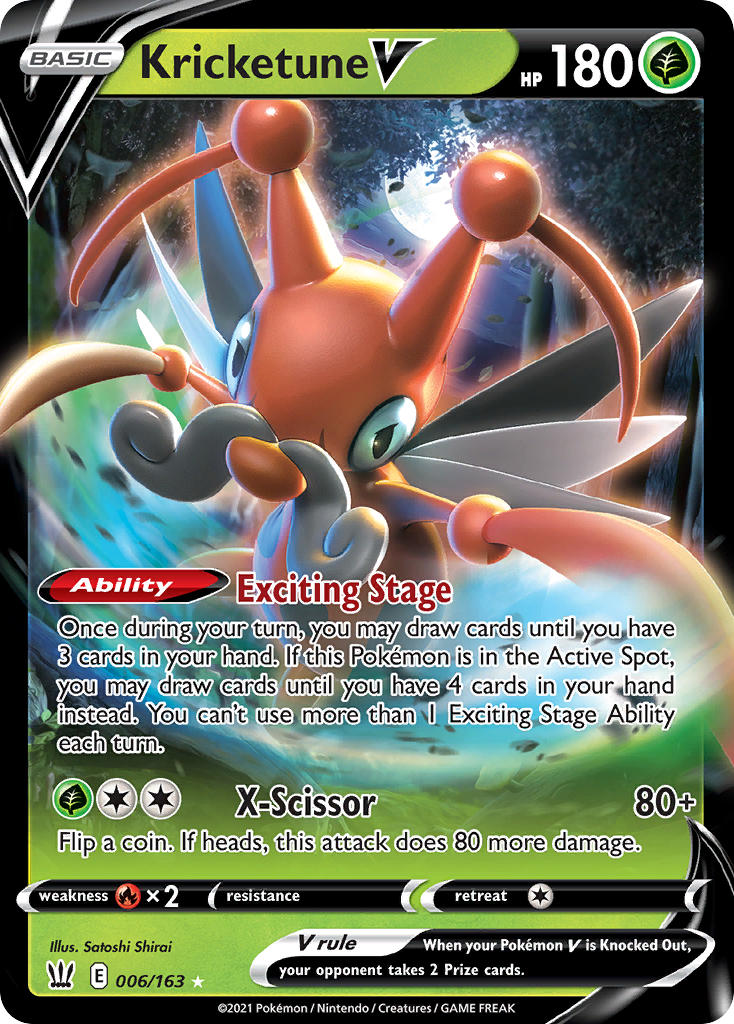 BASIC Kricketune V HP 180
Ability Exciting Stage
Once during your turn, you may draw cards until you have
3 cards in your hand. If this Pokémon is in the Active Spot,
you may draw cards until you have 4 cards in your hand
instead. You can't use more than 1 Exciting Stage Ability
each turn.
X-Scissor 80+
Flip a coin. If heads, this attack does 80 more damage.
weakness ×2 resistance retreat
Illus. Satoshi Shirai
V rule When your Pokémon V is Knocked Out,
your opponent takes 2 Prize cards.
E 006/163 ★
©2021 Pokémon / Nintendo / Creatures / GAME FREAK